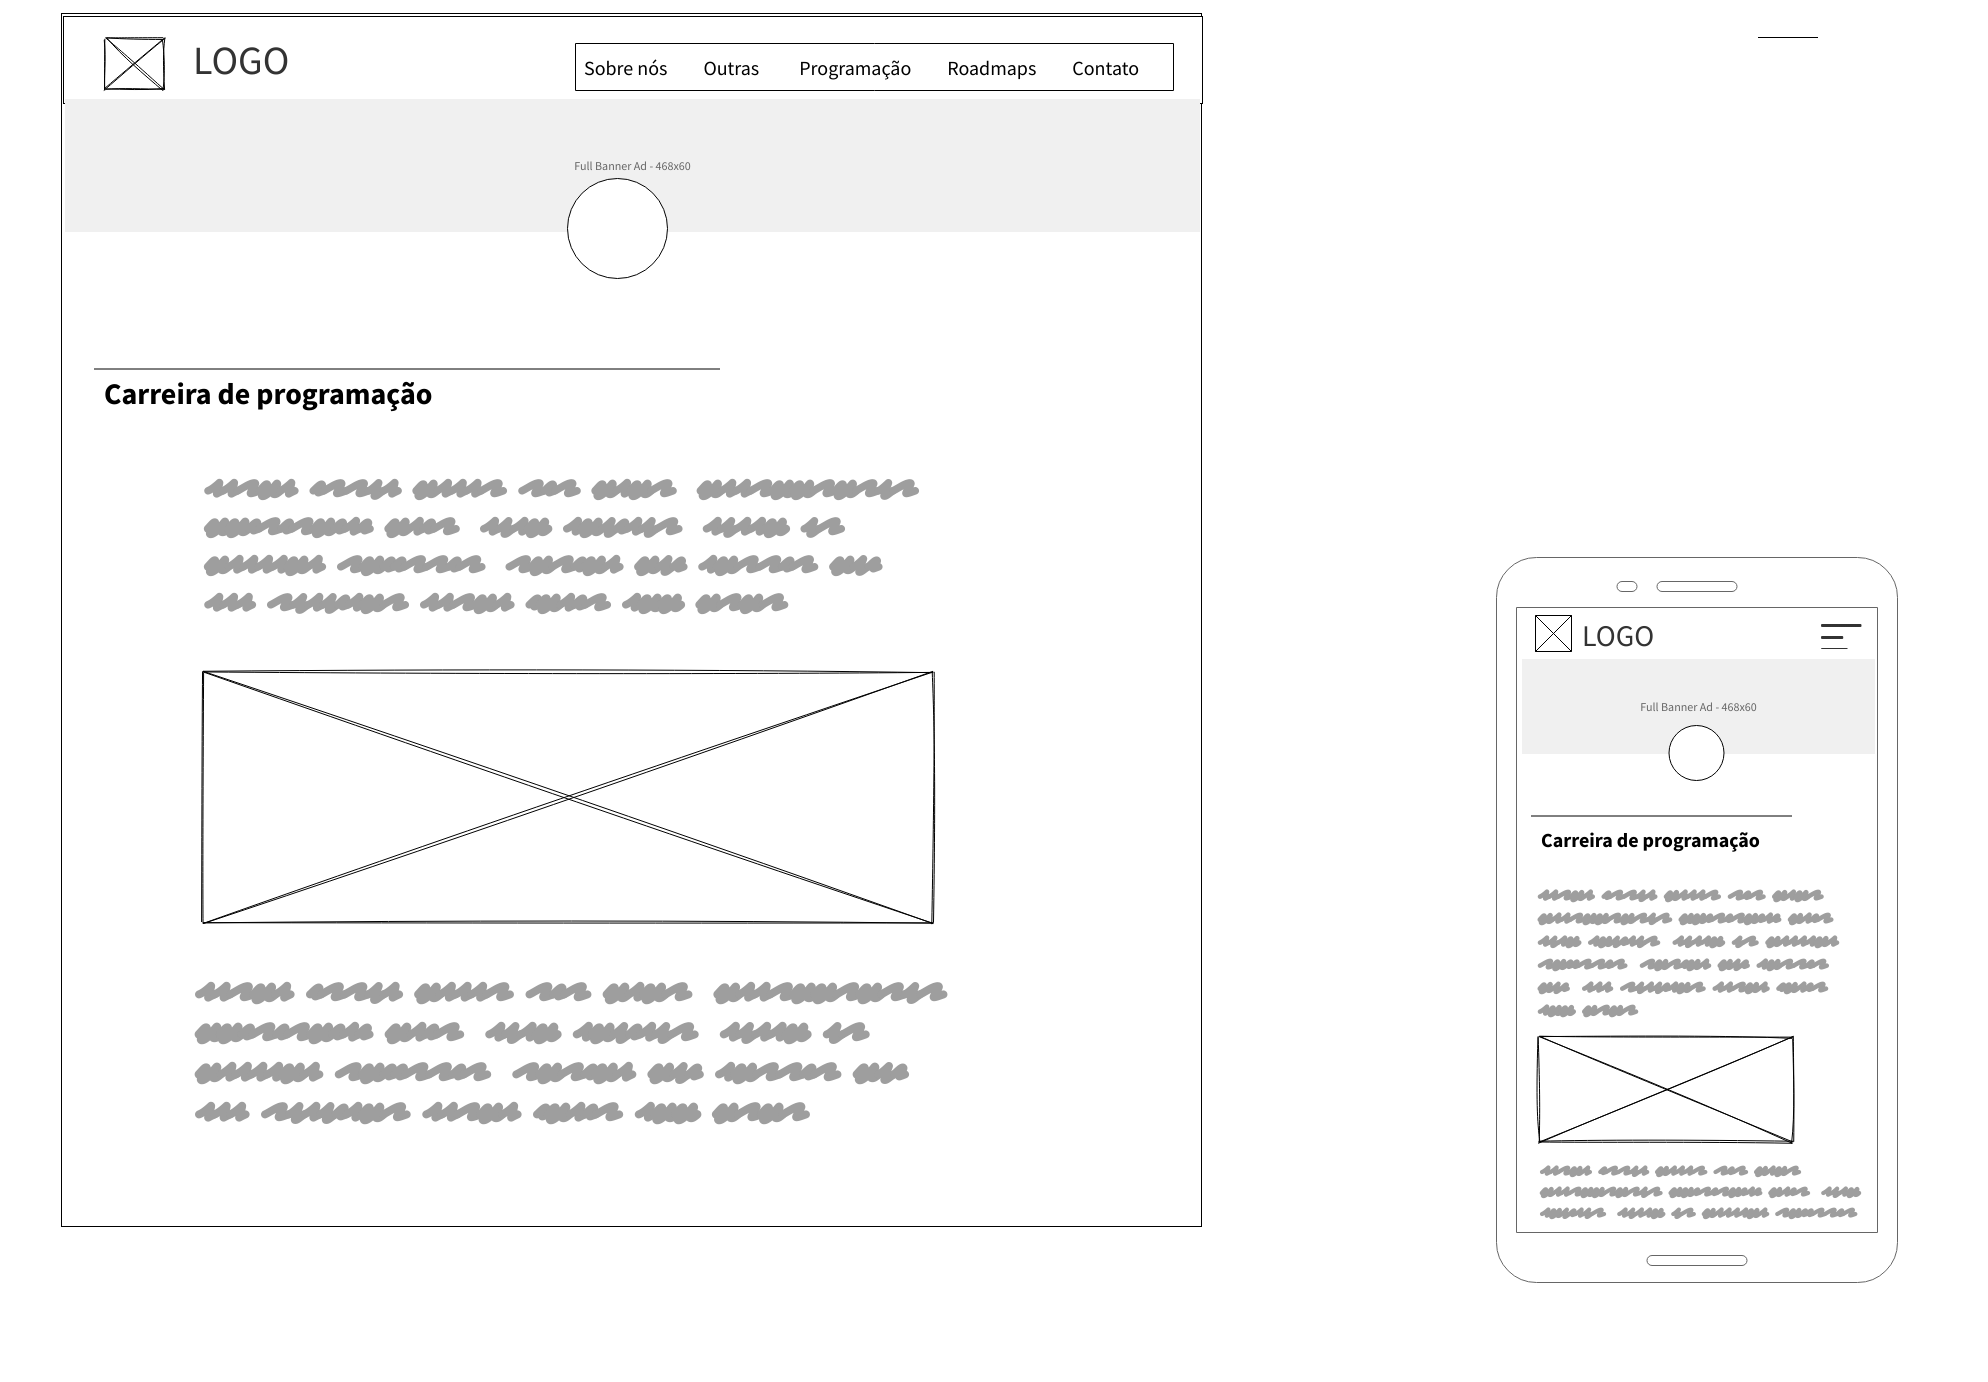 LOGO
Sobre nós Outras Programação Roadmaps Contato
Full Banner Ad - 468x60
Carreira de programação
LOGO
Full Banner Ad - 468x60
Carreira de programação